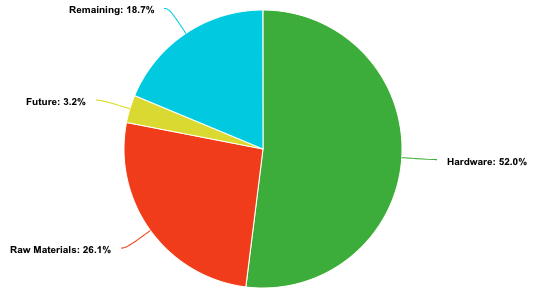 Remaining: 18.7%
Future: 3.2%
Hardware: 52.0%
Raw Materials: 26.1%